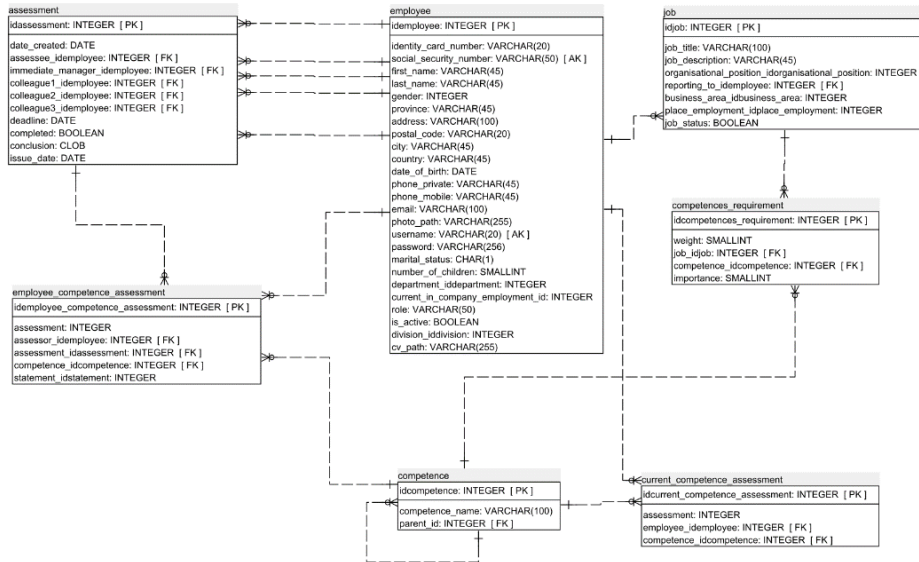 assessment
idassessment: INTEGER [ PK ]
date_created: DATE
assessee_idemployee: INTEGER [ FK ]
immediate_manager_idemployee: INTEGER [ FK ]
colleague1_idemployee: INTEGER [ FK ]
colleague2_idemployee: INTEGER [ FK ]
colleague3_idemployee: INTEGER [ FK ]
deadline: DATE
completed: BOOLEAN
conclusion: CLOB
issue_date: DATE
employee
idemployee: INTEGER [ PK ]
identity_card_number: VARCHAR(20)
social_security_number: VARCHAR(50) [ AK ]
first_name: VARCHAR(45)
last_name: VARCHAR(45)
gender: INTEGER
province: VARCHAR(45)
address: VARCHAR(100)
postal_code: VARCHAR(20)
city: VARCHAR(45)
country: VARCHAR(45)
date_of_birth: DATE
phone_private: VARCHAR(45)
phone_mobile: VARCHAR(45)
email: VARCHAR(100)
photo_path: VARCHAR(255)
username: VARCHAR(20) [ AK ]
password: VARCHAR(256)
marital_status: CHAR(1)
number_of_children: SMALLINT
department_iddepartment: INTEGER
current_in_company_employment_id: INTEGER
role: VARCHAR(50)
is_active: BOOLEAN
division_iddivision: INTEGER
cv_path: VARCHAR(255)
job
idjob: INTEGER [ PK ]
job_title: VARCHAR(100)
job_description: VARCHAR(45)
organisational_position_idorganisational_position: INTEGER
reporting_to_idemployee: INTEGER [ FK ]
business_area_idbusiness_area: INTEGER
place_employment_idplace_employment: INTEGER
job_status: BOOLEAN
competences_requirement
idcompetences_requirement: INTEGER [ PK ]
weight: SMALLINT
job_idjob: INTEGER [ FK ]
competence_idcompetence: INTEGER [ FK ]
importance: SMALLINT
employee_competence_assessment
idemployee_competence_assessment: INTEGER [ PK ]
assessment: INTEGER
assessor_idemployee: INTEGER [ FK ]
assessment_idassessment: INTEGER [ FK ]
competence_idcompetence: INTEGER [ FK ]
statement_idstatement: INTEGER
competence
idcompetence: INTEGER [ PK ]
competence_name: VARCHAR(100)
parent_id: INTEGER [ FK ]
current_competence_assessment
idcurrent_competence_assessment: INTEGER [ PK ]
assessment: INTEGER
employee_idemployee: INTEGER [ FK ]
competence_idcompetence: INTEGER [ FK ]